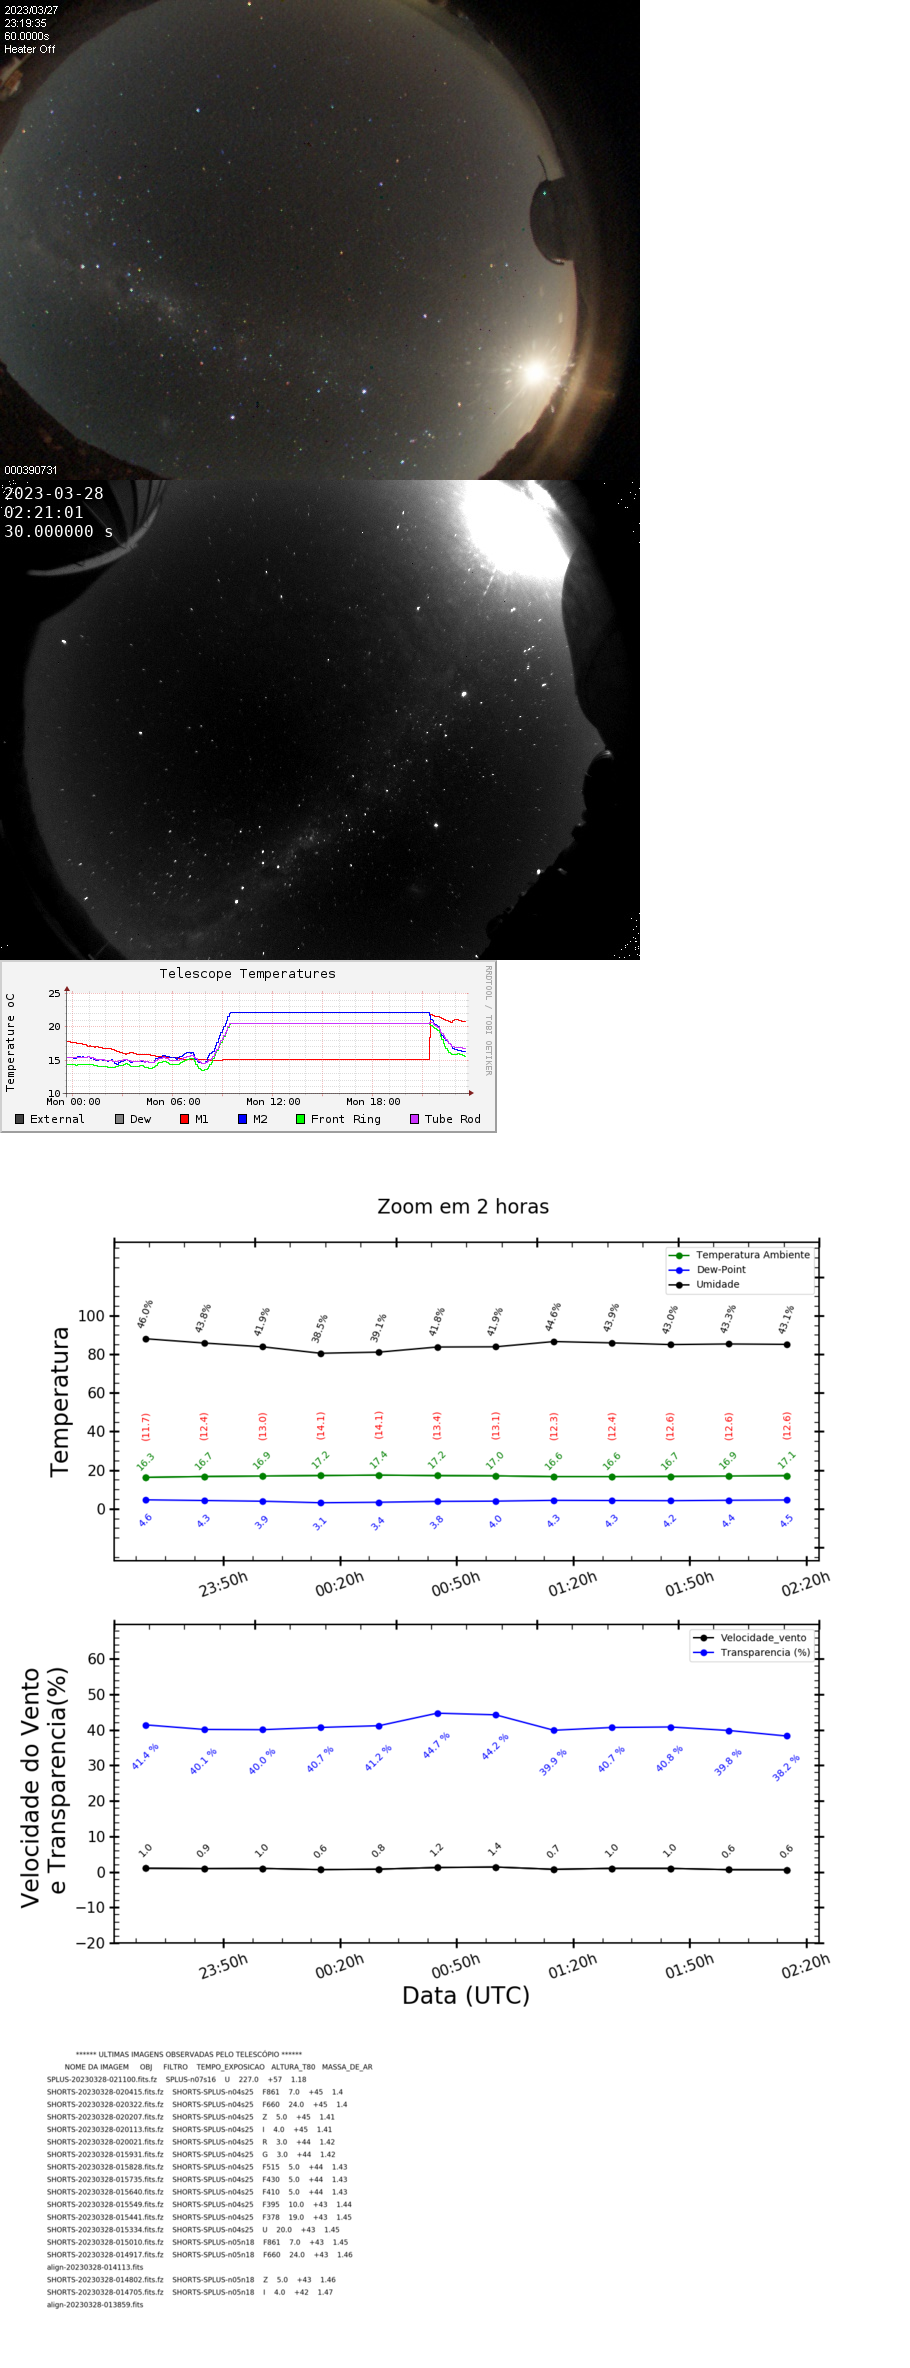 2023/03/27
23:19:35
60.0000s
Heater Off
000390731
2023-03-28
02:21:01
30.000000 s
Telescope Temperatures
RRDTOOL / TOBI OETIKER
Temperature oC
25
20
15
10
Mon 00:00 Mon 06:00 Mon 12:00 Mon 18:00
External Dew M1 M2 Front Ring Tube Rod
Zoom em 2 horas
Temperatura Ambiente
Dew-Point
Umidade
Temperatura
100
80
60
40
20
0
46.0% 43.8% 41.9% 38.5% 39.1% 41.8% 41.9% 44.6% 43.9% 43.0% 43.3% 43.1%
(11.7) (12.4) (13.0) (14.1) (14.1) (13.4) (13.1) (12.3) (12.4) (12.6) (12.6) (12.6)
16.3 16.7 16.9 17.2 17.4 17.2 17.0 16.6 16.6 16.7 16.9 17.1
4.6 4.3 3.9 3.1 3.4 3.8 4.0 4.3 4.3 4.2 4.4 4.5
23:50h 00:20h 00:50h 01:20h 01:50h 02:20h
Velocidade_vento
Transparencia (%)
Velocidade do Vento
e Transparencia(%)
60
50
40
30
20
10
0
−10
−20
41.4 % 40.1 % 40.0 % 40.7 % 41.2 % 44.7 % 44.2 % 39.9 % 40.7 % 40.8 % 39.8 % 38.2 %
1.0 0.9 1.0 0.6 0.8 1.2 1.4 0.7 1.0 1.0 0.6 0.6
23:50h 00:20h 00:50h 01:20h 01:50h 02:20h
Data (UTC)
****** ULTIMAS IMAGENS OBSERVADAS PELO TELESCÓPIO ******
NOME DA IMAGEM OBJ FILTRO TEMPO_EXPOSICAO ALTURA_T80 MASSA_DE_AR
SPLUS-20230328-021100.fits.fz SPLUS-n07s16 U 227.0 +57 1.18
SHORTS-20230328-020415.fits.fz SHORTS-SPLUS-n04s25 F861 7.0 +45 1.4
SHORTS-20230328-020322.fits.fz SHORTS-SPLUS-n04s25 F660 24.0 +45 1.4
SHORTS-20230328-020207.fits.fz SHORTS-SPLUS-n04s25 Z 5.0 +45 1.41
SHORTS-20230328-020113.fits.fz SHORTS-SPLUS-n04s25 I 4.0 +45 1.41
SHORTS-20230328-020021.fits.fz SHORTS-SPLUS-n04s25 R 3.0 +44 1.42
SHORTS-20230328-015931.fits.fz SHORTS-SPLUS-n04s25 G 3.0 +44 1.42
SHORTS-20230328-015828.fits.fz SHORTS-SPLUS-n04s25 F515 5.0 +44 1.43
SHORTS-20230328-015735.fits.fz SHORTS-SPLUS-n04s25 F430 5.0 +44 1.43
SHORTS-20230328-015640.fits.fz SHORTS-SPLUS-n04s25 F410 5.0 +44 1.43
SHORTS-20230328-015549.fits.fz SHORTS-SPLUS-n04s25 F395 10.0 +43 1.44
SHORTS-20230328-015441.fits.fz SHORTS-SPLUS-n04s25 F378 19.0 +43 1.45
SHORTS-20230328-015334.fits.fz SHORTS-SPLUS-n04s25 U 20.0 +43 1.45
SHORTS-20230328-015010.fits.fz SHORTS-SPLUS-n05n18 F861 7.0 +43 1.45
SHORTS-20230328-014917.fits.fz SHORTS-SPLUS-n05n18 F660 24.0 +43 1.46
align-20230328-014113.fits
SHORTS-20230328-014802.fits.fz SHORTS-SPLUS-n05n18 Z 5.0 +43 1.46
SHORTS-20230328-014705.fits.fz SHORTS-SPLUS-n05n18 I 4.0 +42 1.47
align-20230328-013859.fits